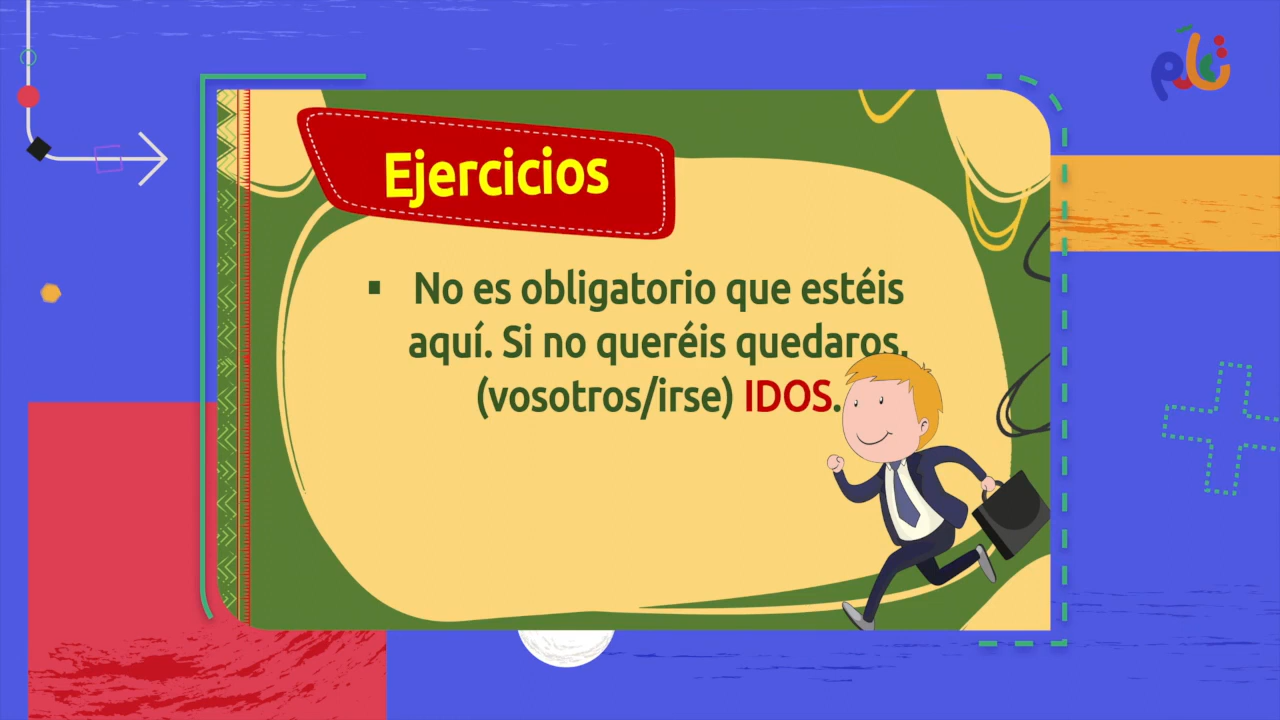 Ejercicios
▪ No es obligatorio que estéis
aquí. Si no queréis quedaros,
(vosotros/irse) IDOS.